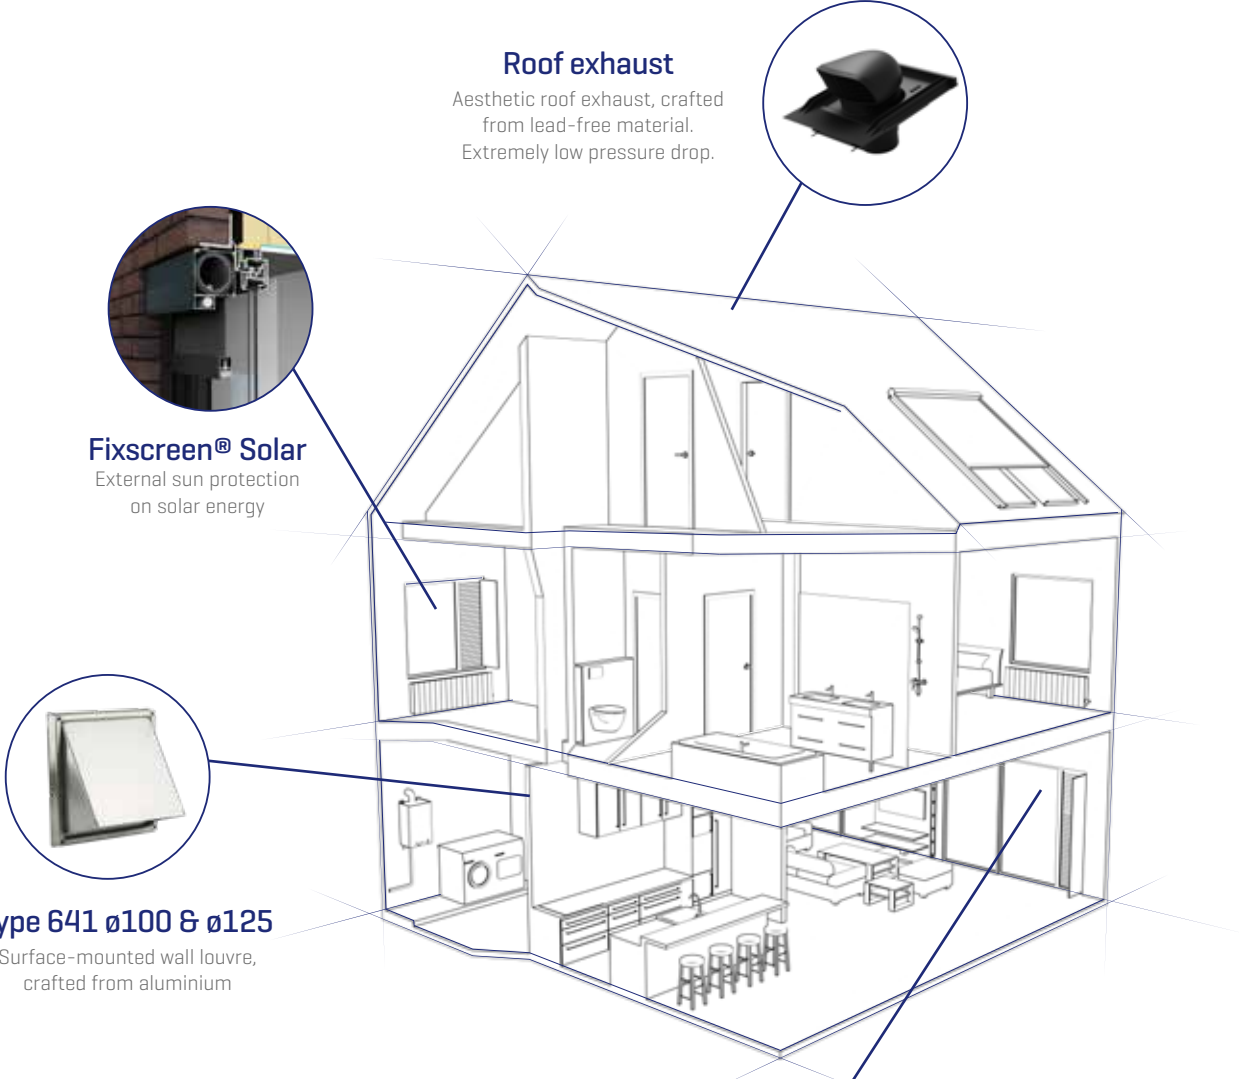 Roof exhaust
Aesthetic roof exhaust, crafted
from lead-free material.
Extremely low pressure drop.
Fixscreen® Solar
External sun protection
on solar energy
ype 641 ø100 & ø125
Surface-mounted wall louvre,
crafted from aluminium